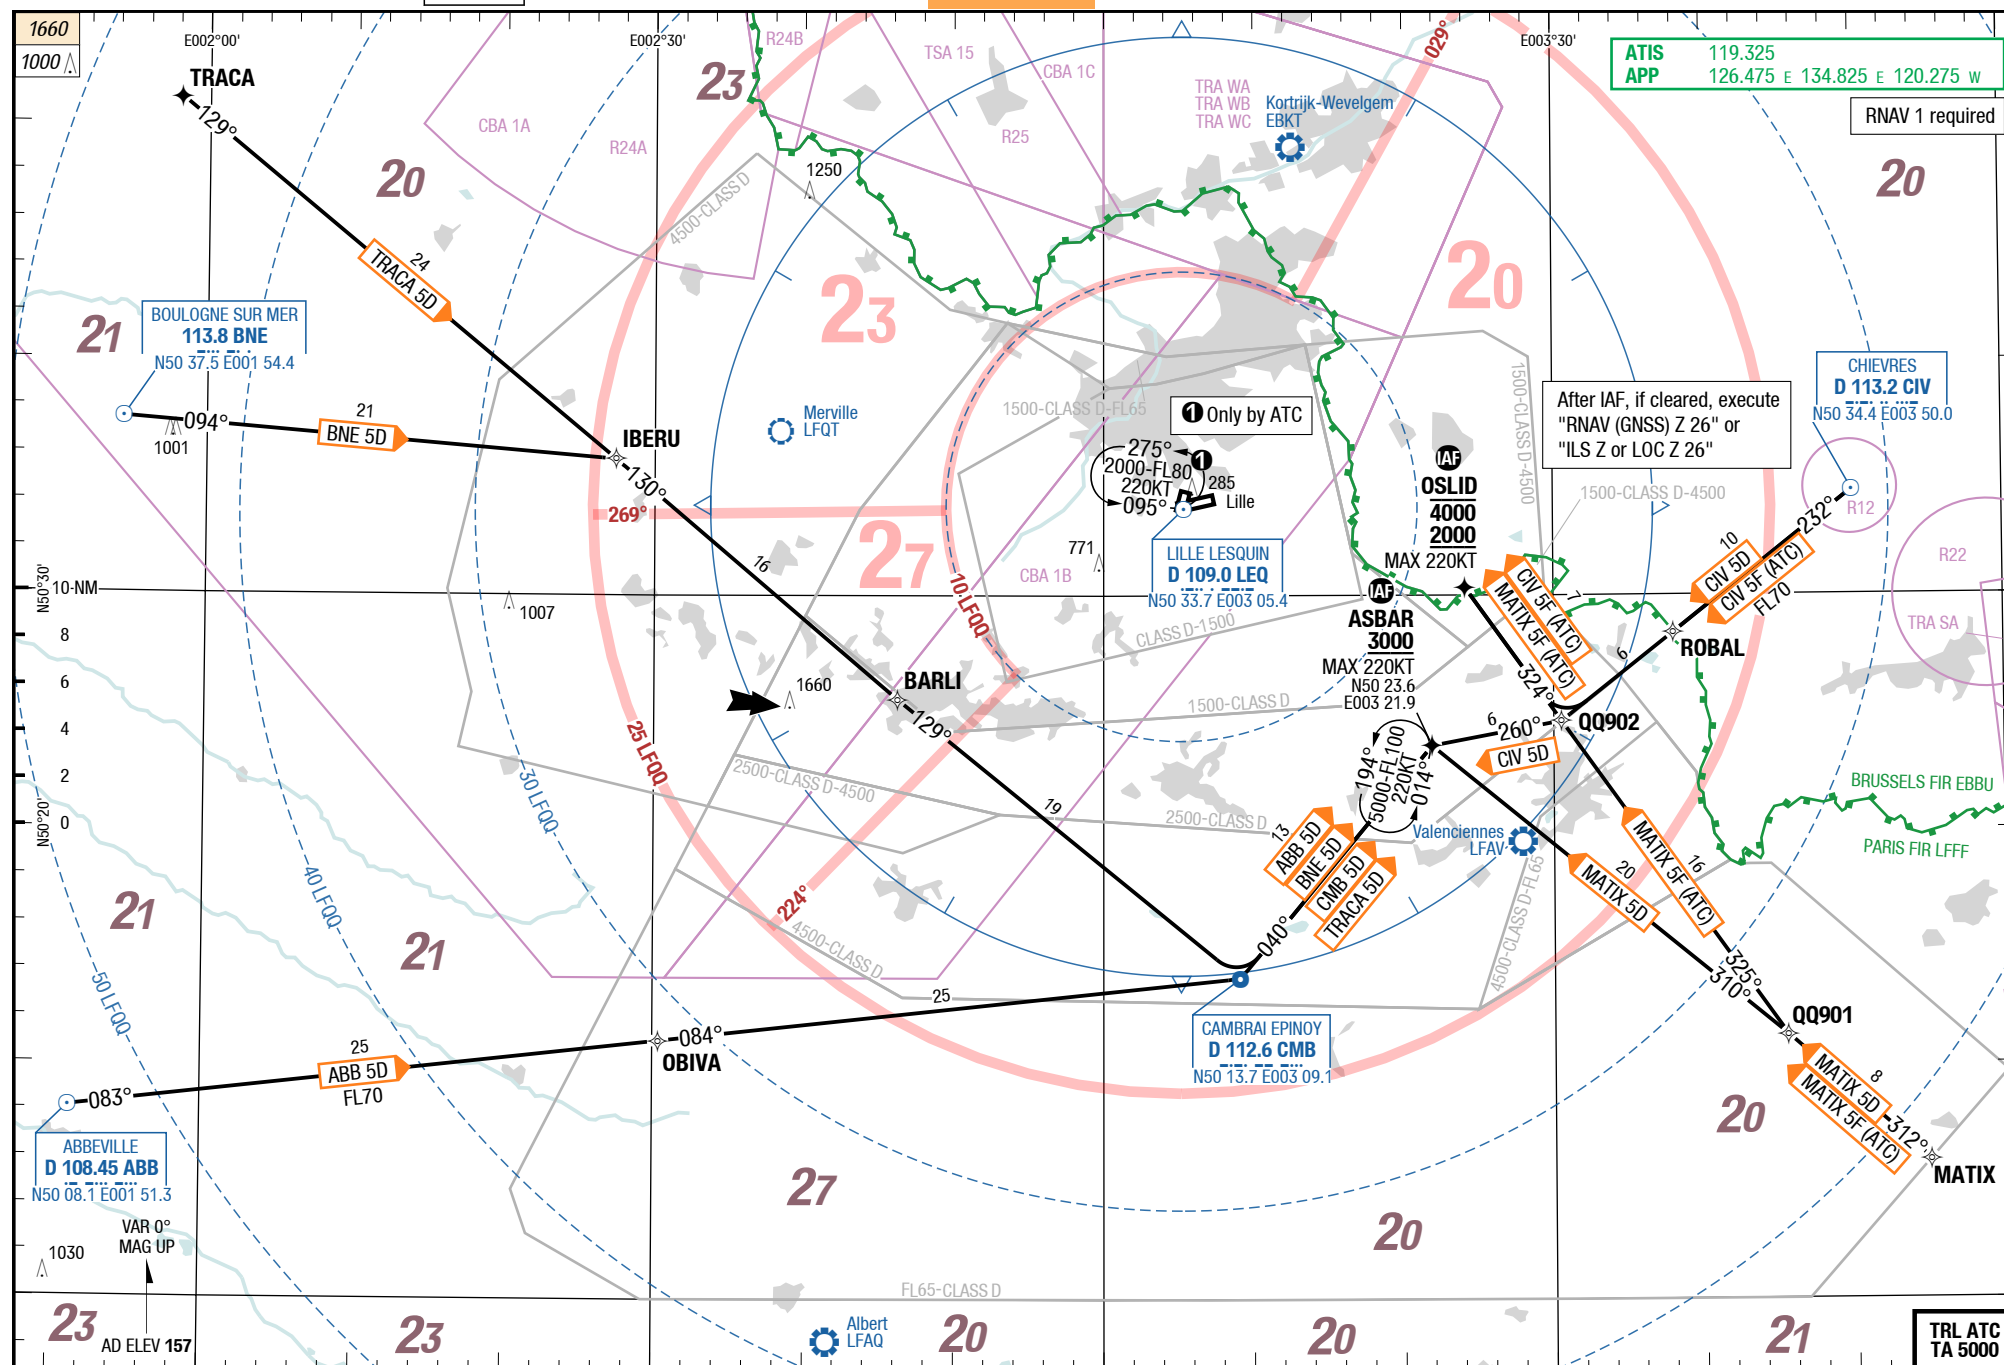 1660
1000
E002°00'
E002°30'
E003°30'
ATIS 119.325
APP 126.475 E 134.825 E 120.275 W
RNAV 1 required
TRACA
129°
CBA 1A
R24A
R24B
TSA 15
CBA 1C
R25
TRA WA
TRA WB
TRA WC
Kortrijk-Wevelgem
EBKT
029°
23
20
20
1250
4500-CLASS D
24
TRACA 5D
23
20
21
BOULOGNE SUR MER
113.8 BNE
N50 37.5 E001 54.4
094°
1001
21
BNE 5D
IBERU
130°
Merville
LFQT
1500-CLASS D-FL65
1 Only by ATC
275°
1
2000-FL80
220KT
095°
285
Lille
LILLE LESQUIN
D 109.0 LEQ
N50 33.7 E003 05.4
1500-CLASS D-4500
After IAF, if cleared, execute
"RNAV (GNSS) Z 26" or
"ILS Z or LOC Z 26"
1500-CLASS D-4500
CHIEVRES
D 113.2 CIV
N50 34.4 E003 50.0
R12
232°
R22
TRA SA
IAF
OSLID
4000
2000
MAX 220KT
IAF
ASBAR
3000
MAX 220KT
N50 23.6
E003 21.9
269°
27
10 LFQQ
771
CBA 1B
CLASS D-1500
16
1007
N50°30'
10 NM
8
6
4
2
0
N50°20'
10
CIV 5D
CIV 5F (ATC)
FL70
7
CIV 5F (ATC)
MATIX 5F (ATC)
324°
6
ROBAL
QQ902
6
260°
CIV 5D
BARLI
129°
1660
25 LFQQ
30 LFQQ
40 LFQQ
50 LFQQ
1500-CLASS D
2500-CLASS D-4500
2500-CLASS D
19
194°
5000-FL100
220KT
014°
Valenciennes
LFAV
13
ABB 5D
BNE 5D
CMB 5D
TRACA 5D
040°
BRUSSELS FIR EBBU
PARIS FIR LFFF
16
MATIX 5F (ATC)
20
MATIX 5D
325°
310°
4500-CLASS D-FL65
224°
4500-CLASS D
21
21
25
CAMBRAI EPINOY
D 112.6 CMB
N50 13.7 E003 09.1
QQ901
8
MATIX 5D
MATIX 5F (ATC)
312°
MATIX
084°
OBIVA
25
ABB 5D
FL70
083°
ABBEVILLE
D 108.45 ABB
N50 08.1 E001 51.3
VAR 0°
MAG UP
1030
AD ELEV 157
27
20
20
FL65-CLASS D
23
23
Albert
LFAQ
20
20
21
TRL ATC
TA 5000